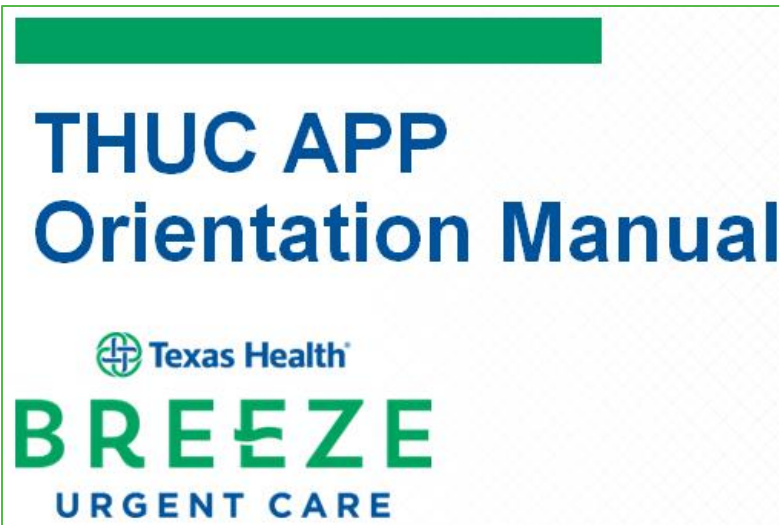 THUC APP
Orientation Manual
Texas Health®
BREEZE
URGENT CARE